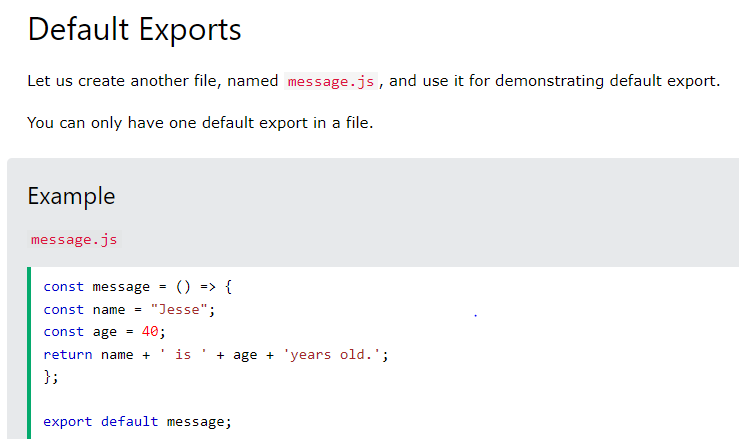 Default Exports
Let us create another file, named message.js, and use it for demonstrating default export.
You can only have one default export in a file.
Example
message.js
const message = () => {
const name = "Jesse";
const age = 40;
return name + ' is ' + age + 'years old.';
};
export default message;